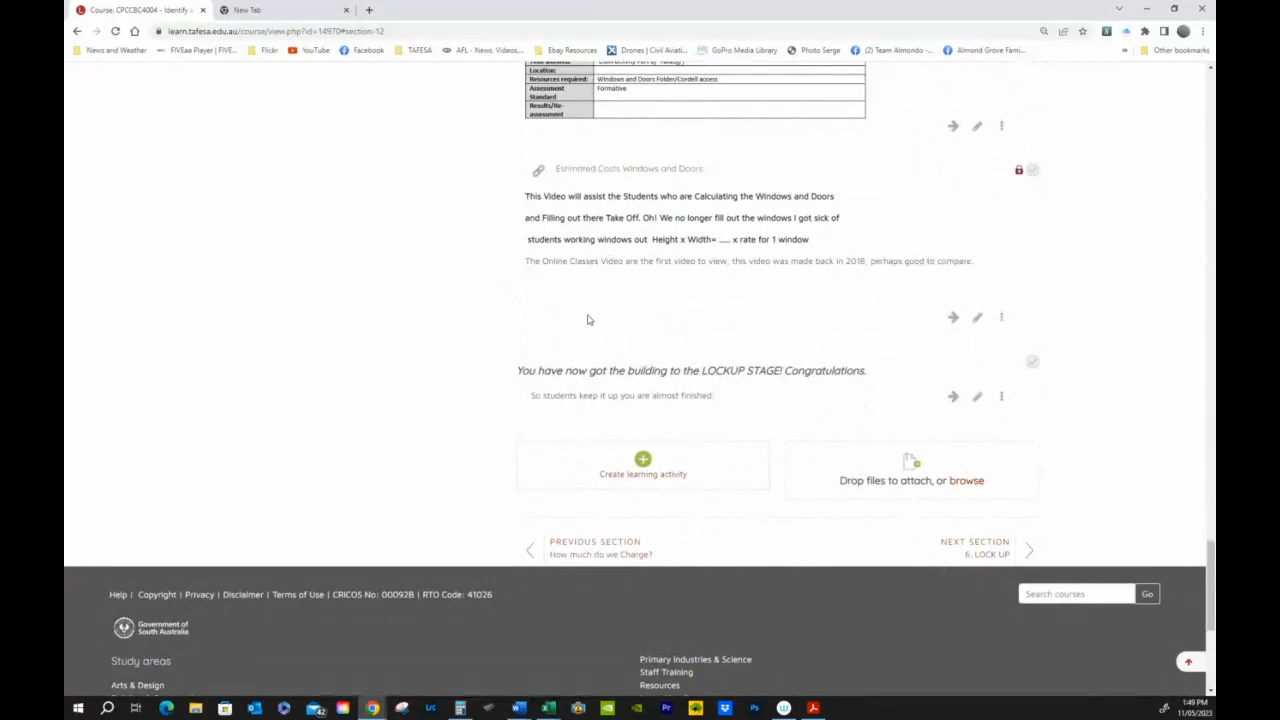 Course: CPCCBC4004 - Identify a
New Tab
learn.tafesa.edu.au/course/view.php?id=14970#section-12
News and Weather
FIVEaa Player | FIVE...
Flickr
YouTube
Facebook
TAFESA
AFL - News, Videos,...
Ebay Resources
Drones | Civil Aviati...
GoPro Media Library
Photo Serge
(2) Team Almondo -...
Almond Grove Fami...
Other bookmarks
Location:
Resources required: Windows and Doors Folder/Cordell access
Assessment Formative
Standard
Results/Re-
assessment
Estimated Costs Windows and Doors
This Video will assist the Students who are Calculating the Windows and Doors
and Filling out there Take Off. Oh! We no longer fill out the windows I got sick of
students working windows out Height x Width= ..... x rate for 1 window
The Online Classes Video are the first video to view, this video was made back in 2018, perhaps good to compare.
You have now got the building to the LOCKUP STAGE! Congratulations.
So students keep it up you are almost finished.
Create learning activity
Drop files to attach, or browse
PREVIOUS SECTION
How much do we Charge?
NEXT SECTION
6. LOCK UP
Help | Copyright | Privacy | Disclaimer | Terms of Use | CRICOS No: 00092B | RTO Code: 41026
Search courses Go
Government of
South Australia
Study areas
Arts & Design
Primary Industries & Science
Staff Training
Resources
1:49 PM
11/05/2023